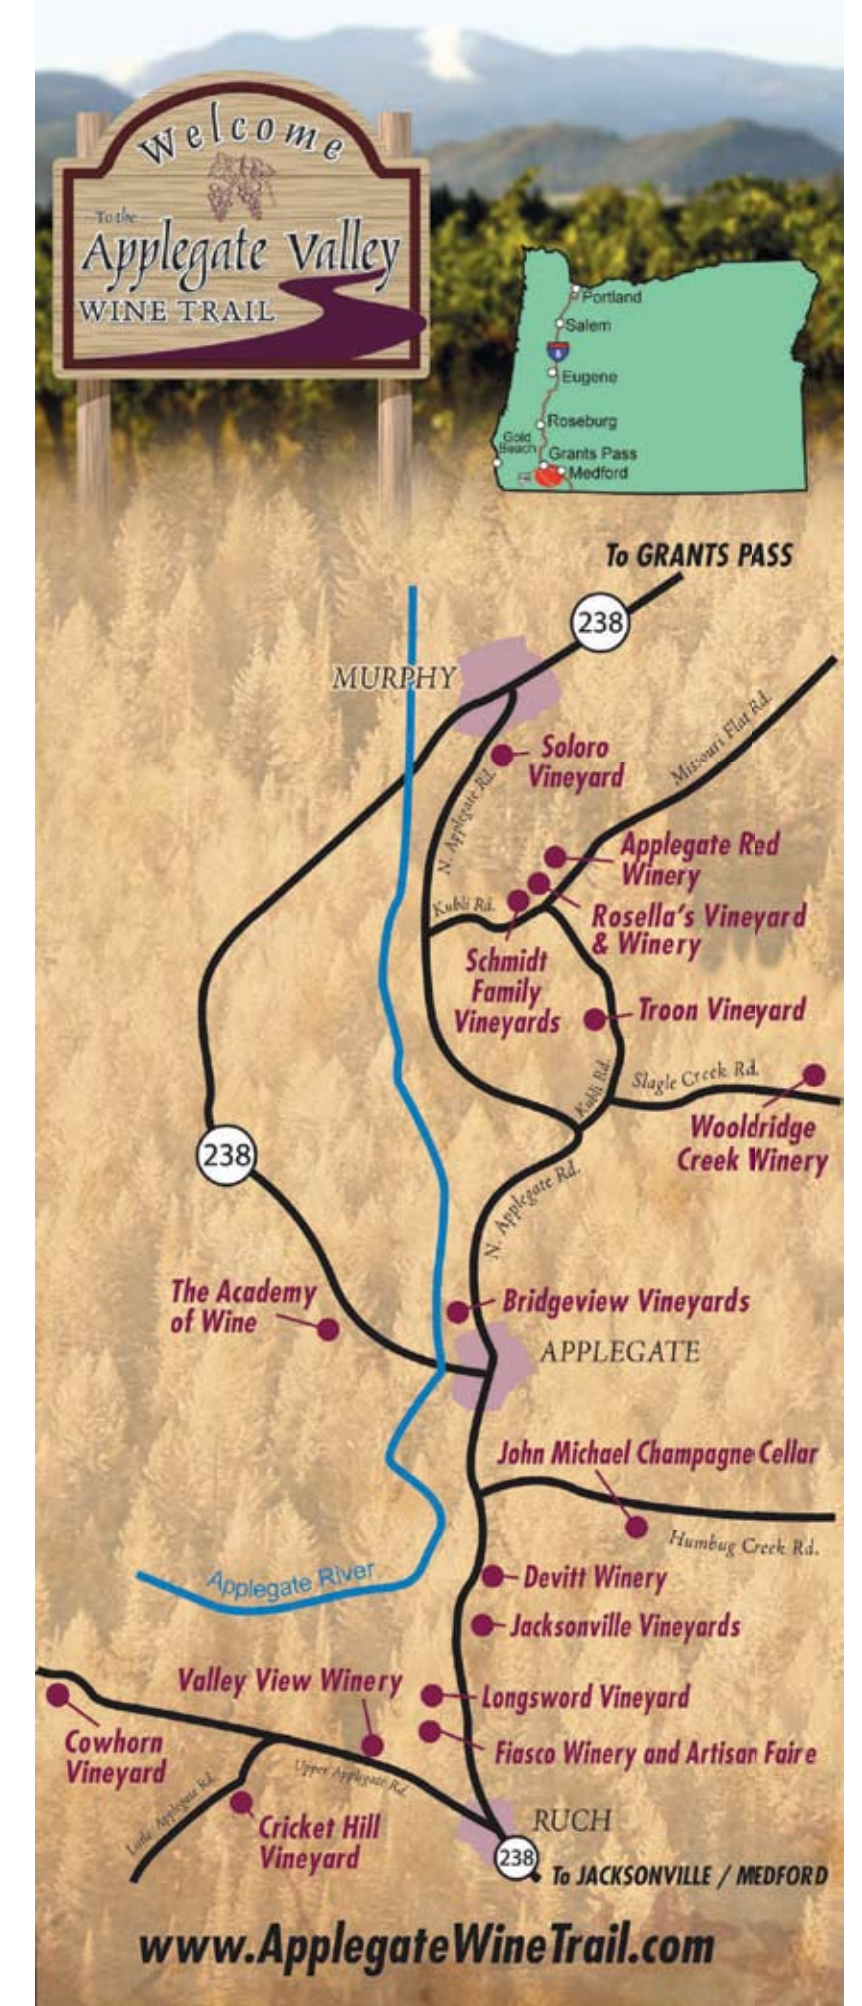 Welcome
To the
Applegate Valley
WINE TRAIL
Portland
Salem
5
Eugene
Roseburg
Gold
Beach
Grants Pass
Medford
To GRANTS PASS
238
MURPHY
Missouri Flat Rd.
Soloro
Vineyard
N. Applegate Rd.
Applegate Red
Winery
Kubli Rd.
Rosella's Vineyard
& Winery
Schmidt
Family
Vineyards
Troon Vineyard
Kubli Rd.
Slagle Creek Rd.
Wooldridge
Creek Winery
238
N. Applegate Rd.
The Academy
of Wine
Bridgeview Vineyards
APPLEGATE
John Michael Champagne Cellar
Humbug Creek Rd.
Applegate River
Devitt Winery
Jacksonville Vineyards
Valley View Winery
Longsword Vineyard
Cowhorn
Vineyard
Fiasco Winery and Artisan Faire
Upper Applegate Rd.
Little Applegate Rd.
Cricket Hill
Vineyard
RUCH
238
To JACKSONVILLE / MEDFORD
www.ApplegateWineTrail.com